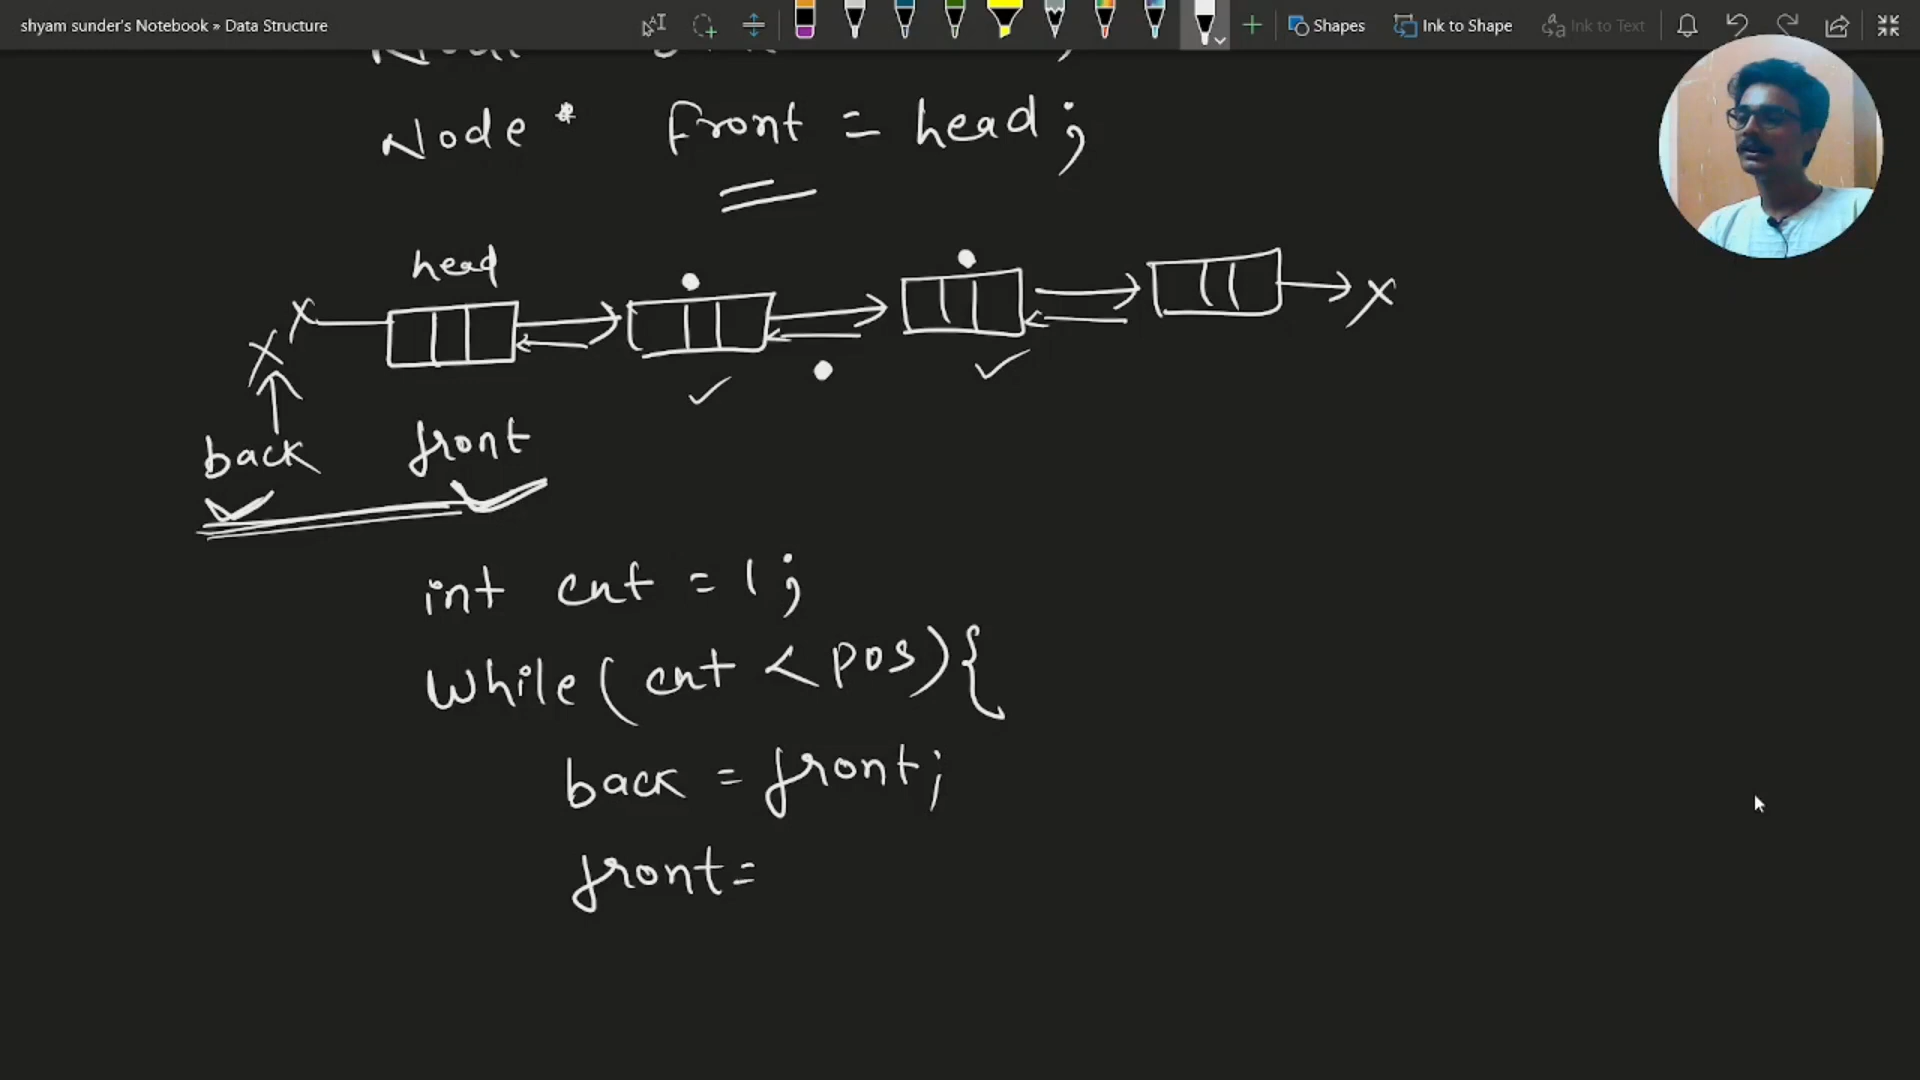 shyam sunder's Notebook » Data Structure
Shapes
Ink to Shape
Ink to Text
Node * front = head;
head
X
X
X
back front
int cnt = 1;
while(cnt < pos){
back = front;
front=